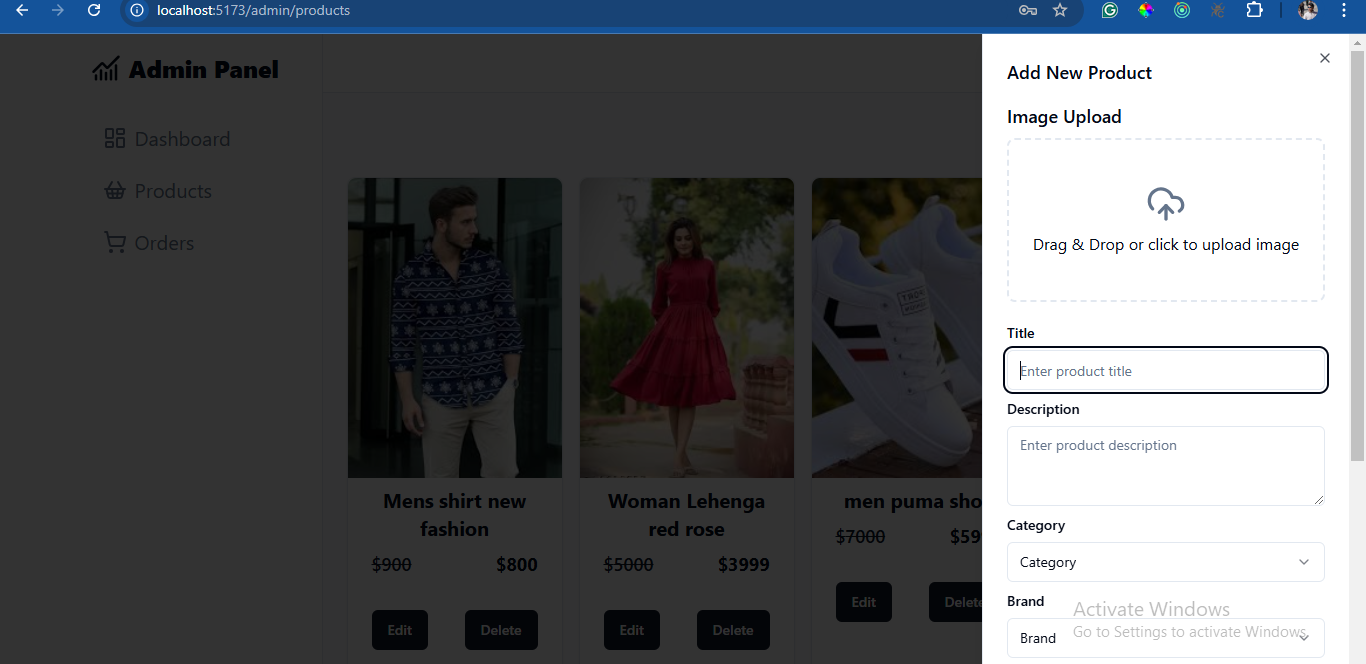 localhost:5173/admin/products
Admin Panel
Dashboard
Products
Orders
Mens shirt new
fashion
$900 $800
Edit Delete
Woman Lehenga
red rose
$5000 $3999
Edit Delete
men puma sho
$7000 $59
Edit Delete
Add New Product
Image Upload
Drag & Drop or click to upload image
Title
Enter product title
Description
Enter product description
Category
Category
Brand
Brand
Activate Windows
Go to Settings to activate Windows.